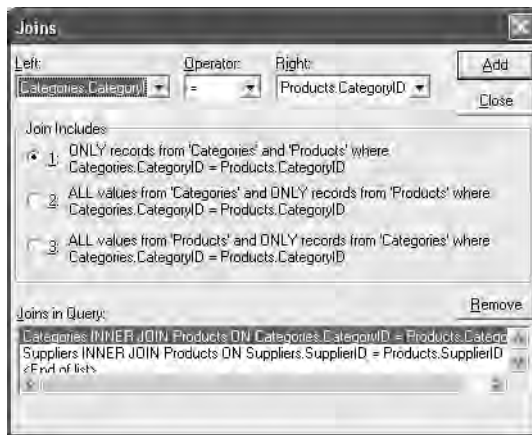 Joins
Left:
Operator:
Right:
Add
Categories.CategoryI
=
Products.CategoryID
Close
Join Includes
1: ONLY records from 'Categories' and 'Products' where
Categories.CategoryID = Products.CategoryID
2: ALL values from 'Categories' and ONLY records from 'Products' where
Categories.CategoryID = Products.CategoryID
3: ALL values from 'Products' and ONLY records from 'Categories' where
Categories.CategoryID = Products.CategoryID
Remove
Joins in Query:
Categories INNER JOIN Products ON Categories.CategoryID = Products.Catego
Suppliers INNER JOIN Products ON Suppliers.SupplierID = Products.SupplierID
<End of list>